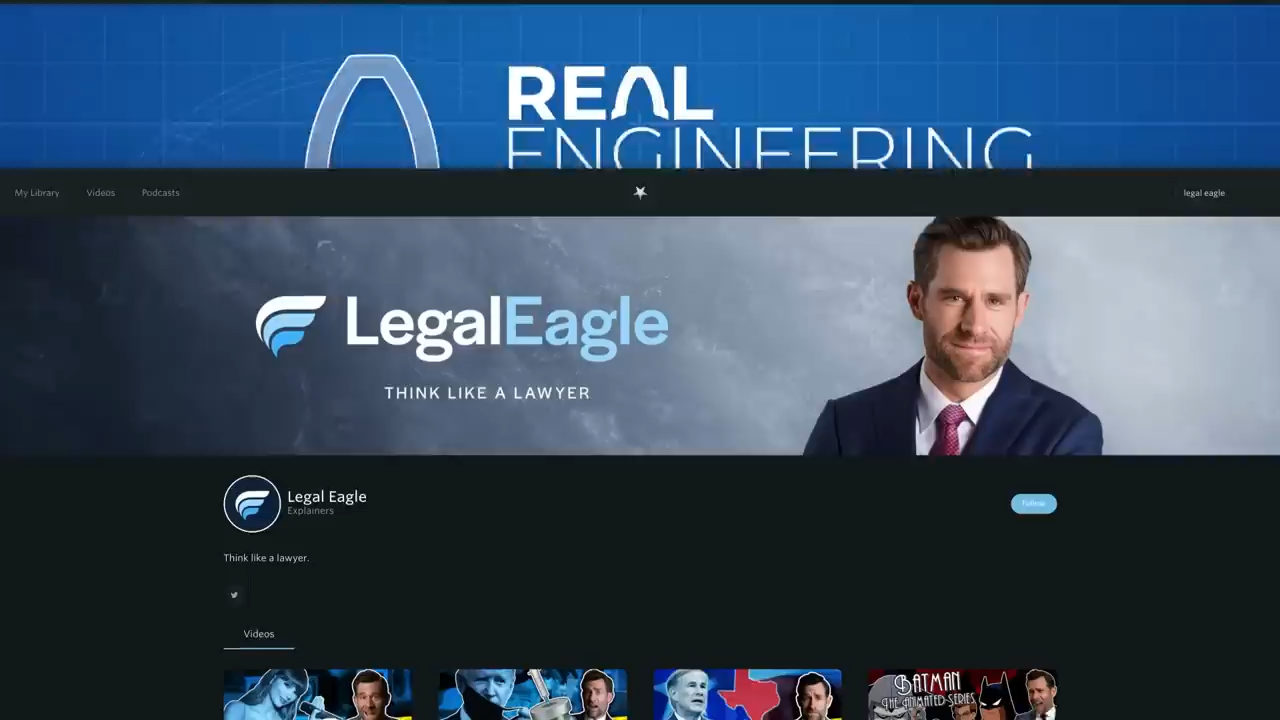 REAL
ENGINEERING
My Library Videos Podcasts legal eagle
LegalEagle
THINK LIKE A LAWYER
Legal Eagle
Explainers
Follow
Think like a lawyer.
Videos
BATMAN
THE ANIMATED SERIES